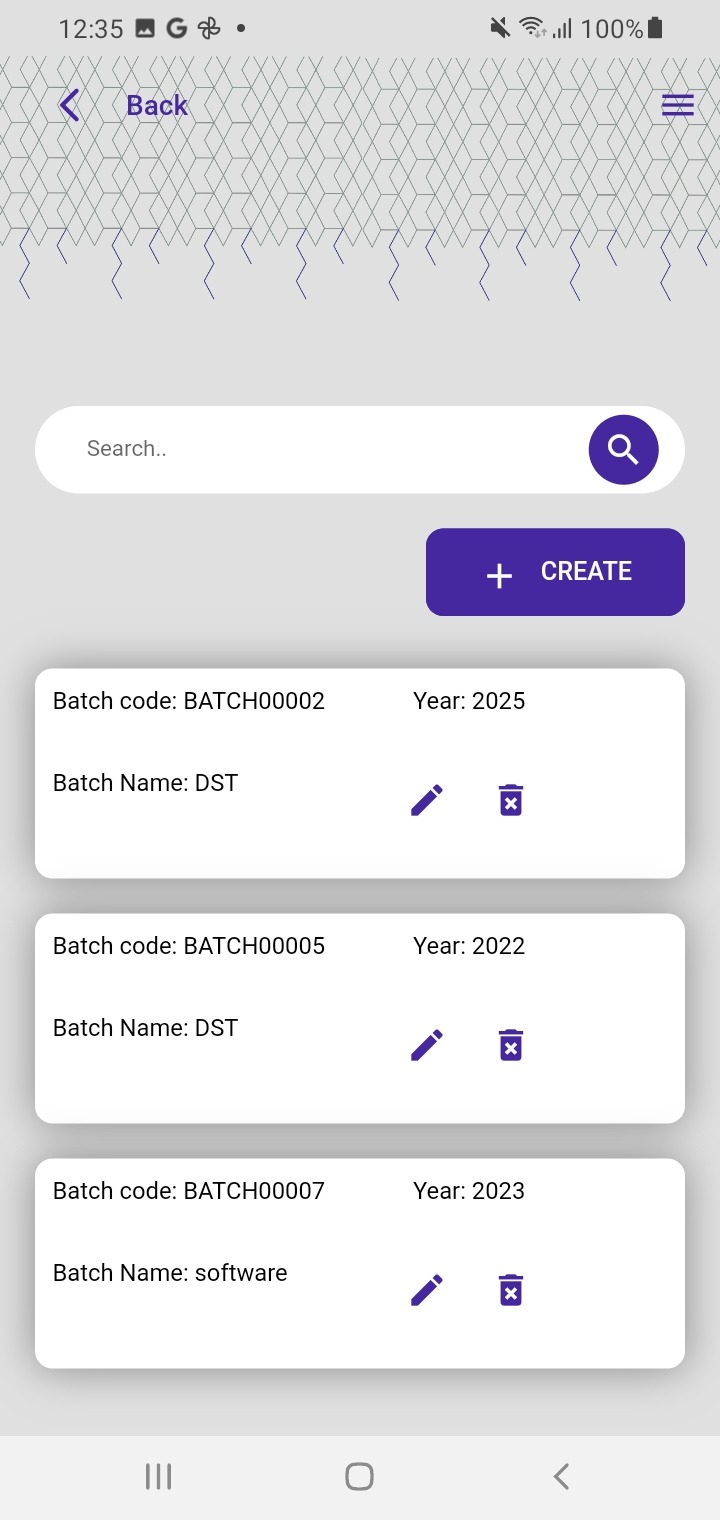 12:35 100%
Back
Search..
CREATE
Batch code: BATCH00002 Year: 2025
Batch Name: DST
Batch code: BATCH00005 Year: 2022
Batch Name: DST
Batch code: BATCH00007 Year: 2023
Batch Name: software